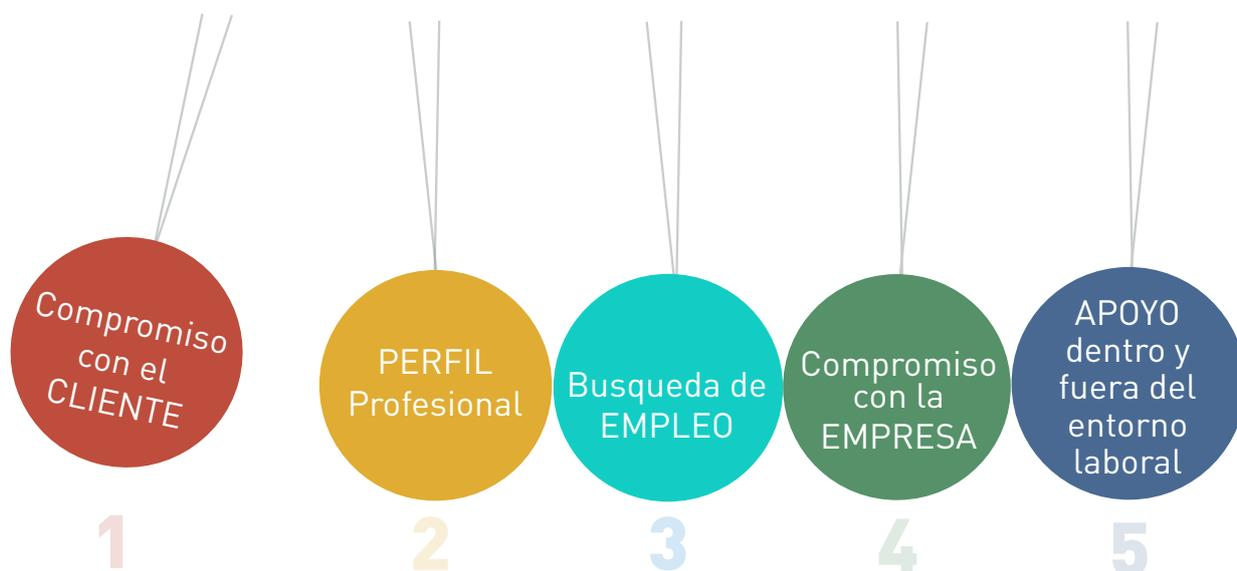 Compromiso
con el
CLIENTE
PERFIL
Profesional
Busqueda de
EMPLEO
Compromiso
con la
EMPRESA
APOYO
dentro y
fuera del
entorno
laboral
1
2
3
4
5